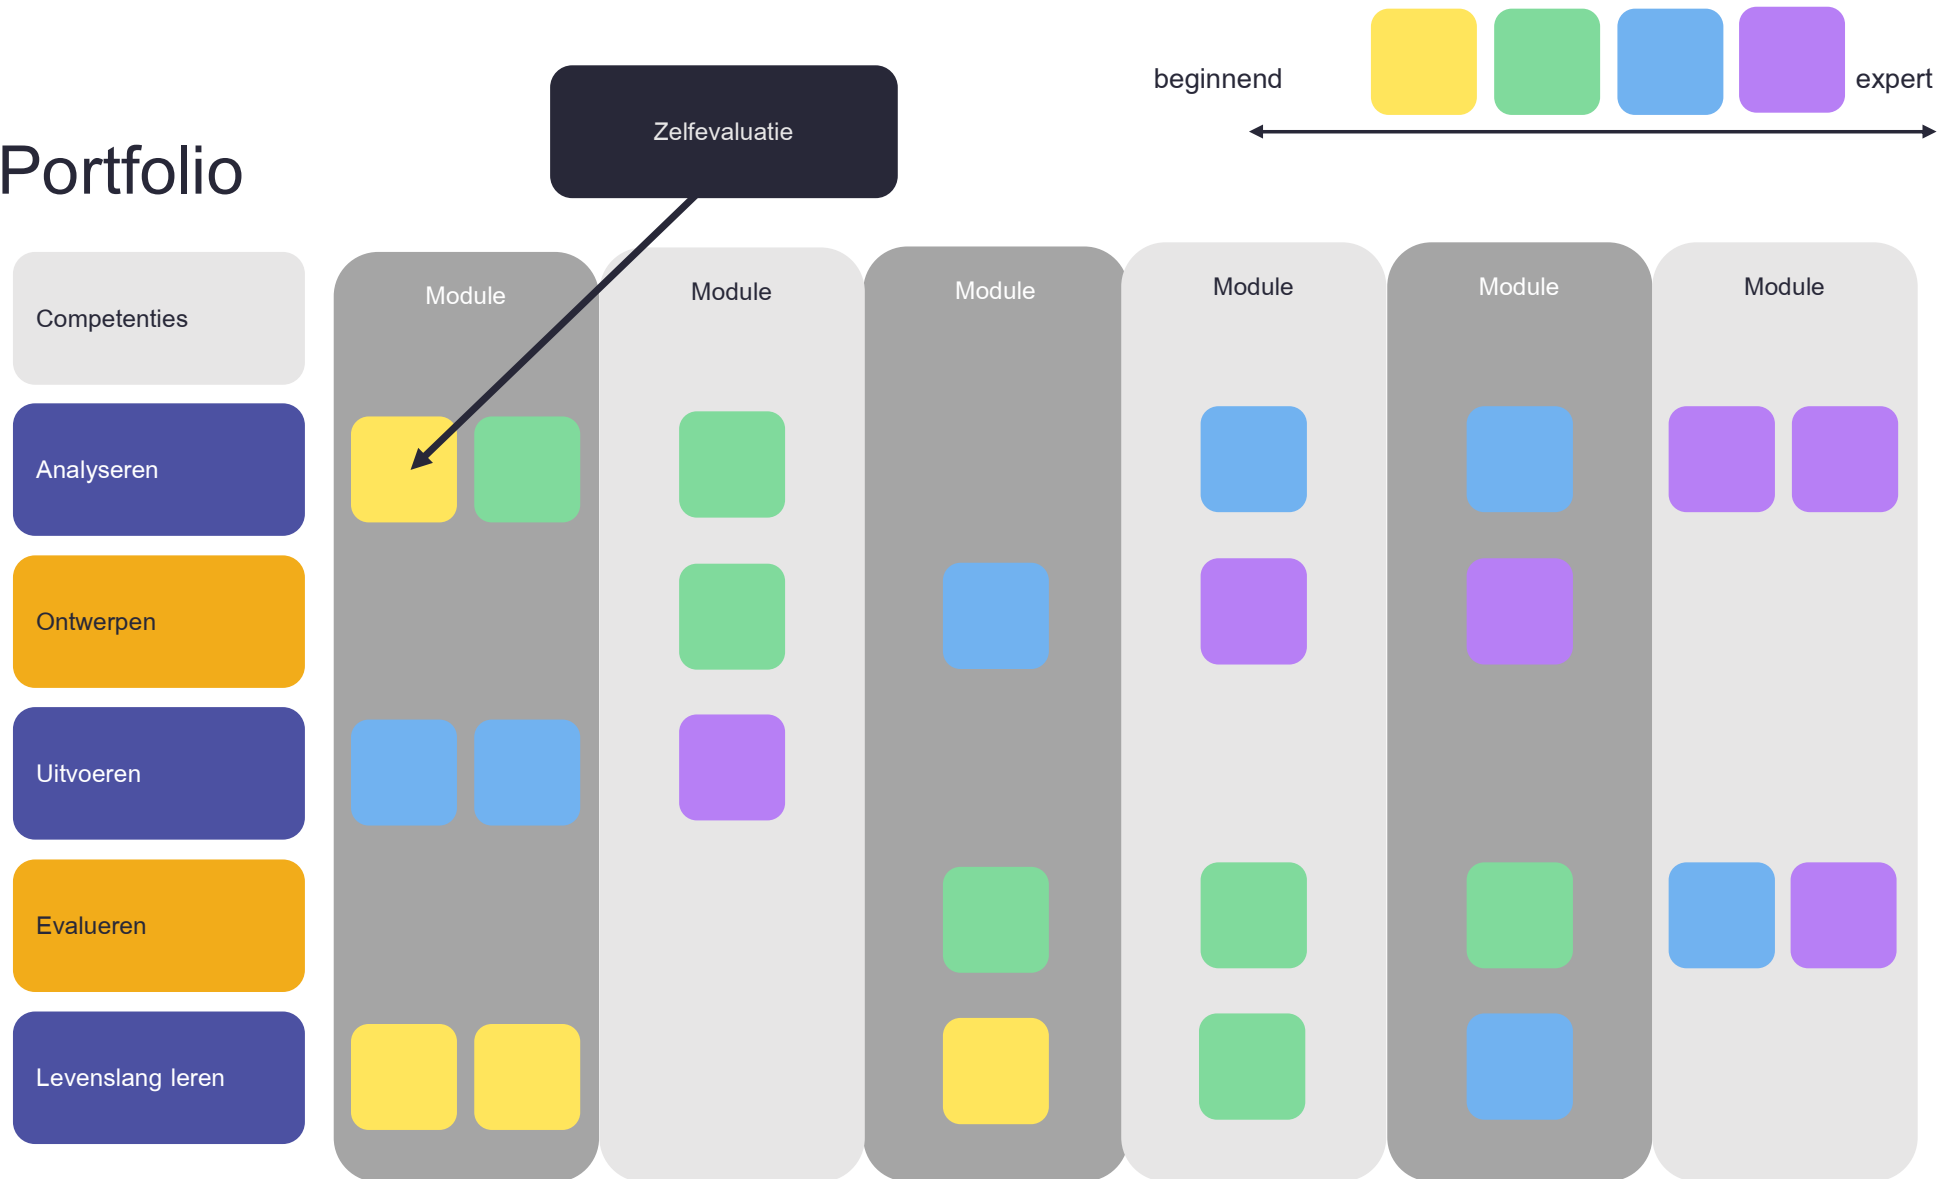 beginnend
expert
Zelfevaluatie
Portfolio
Competenties
Module
Module
Module
Module
Module
Module
Analyseren
Ontwerpen
Uitvoeren
Evalueren
Levenslang leren